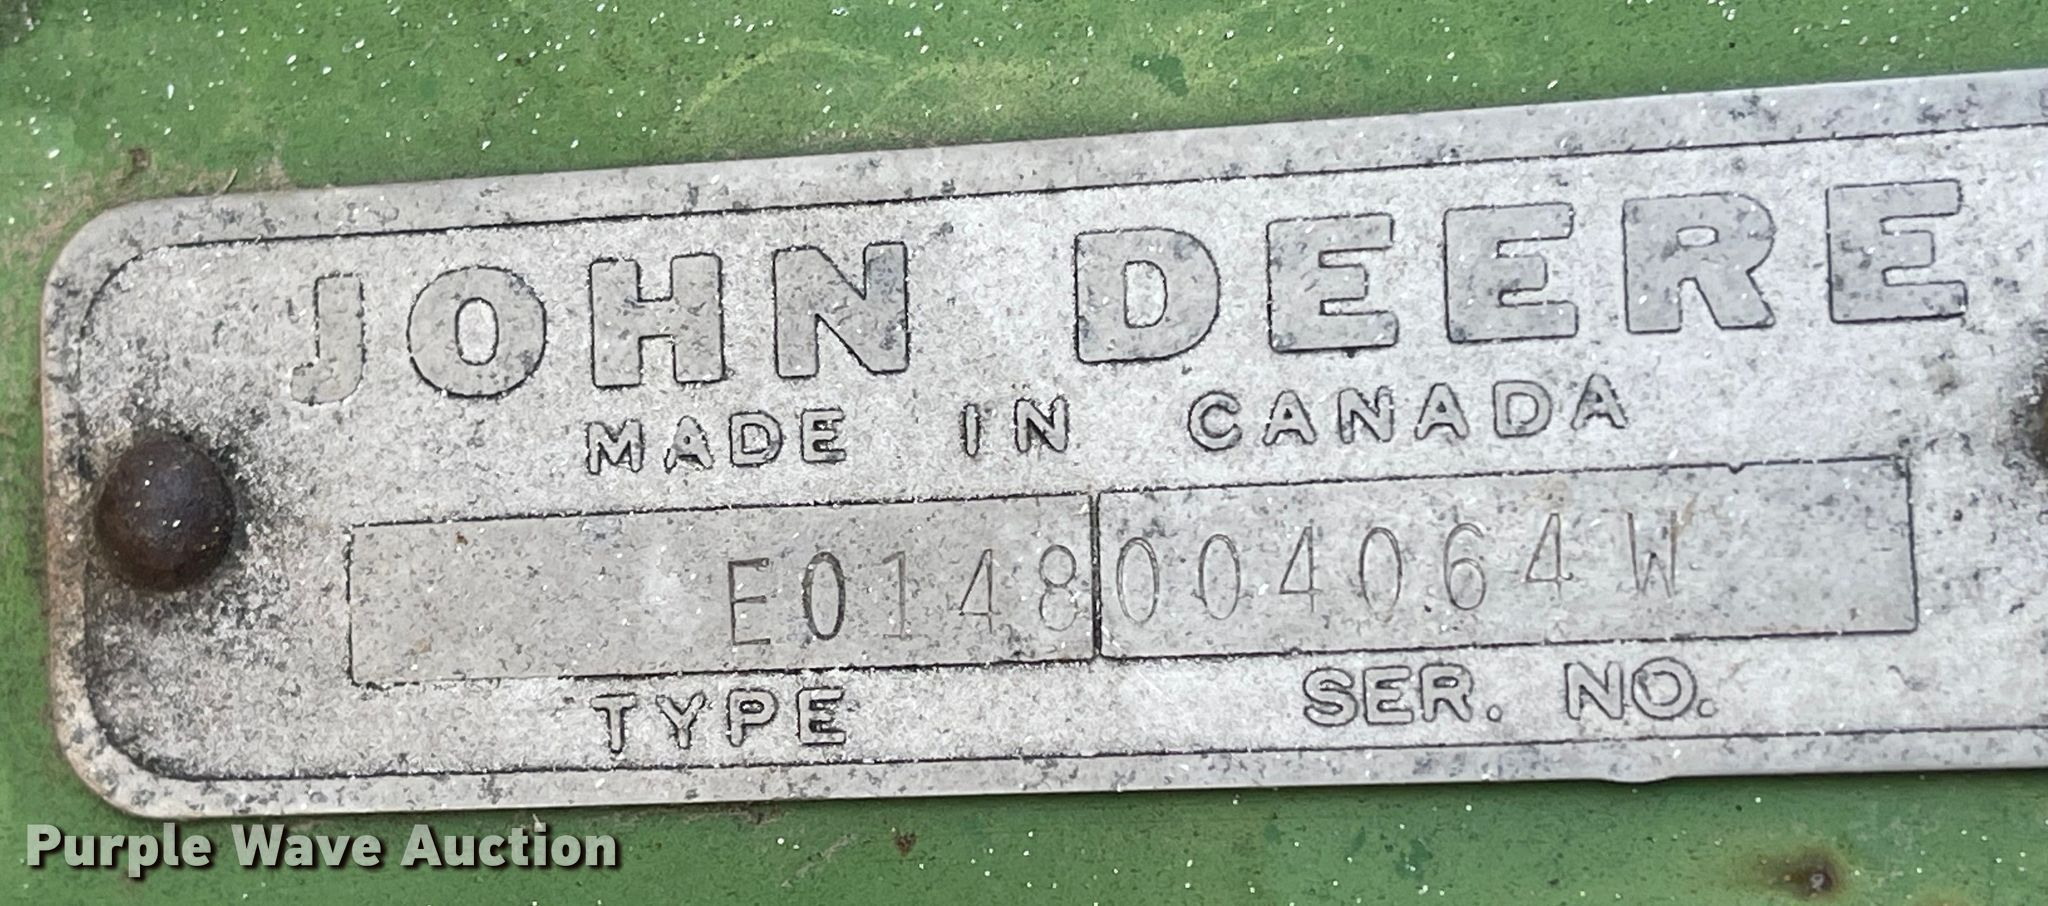 JOHN DEERE
MADE IN CANADA
E0148 004064W
TYPE SER. NO.
Purple Wave Auction